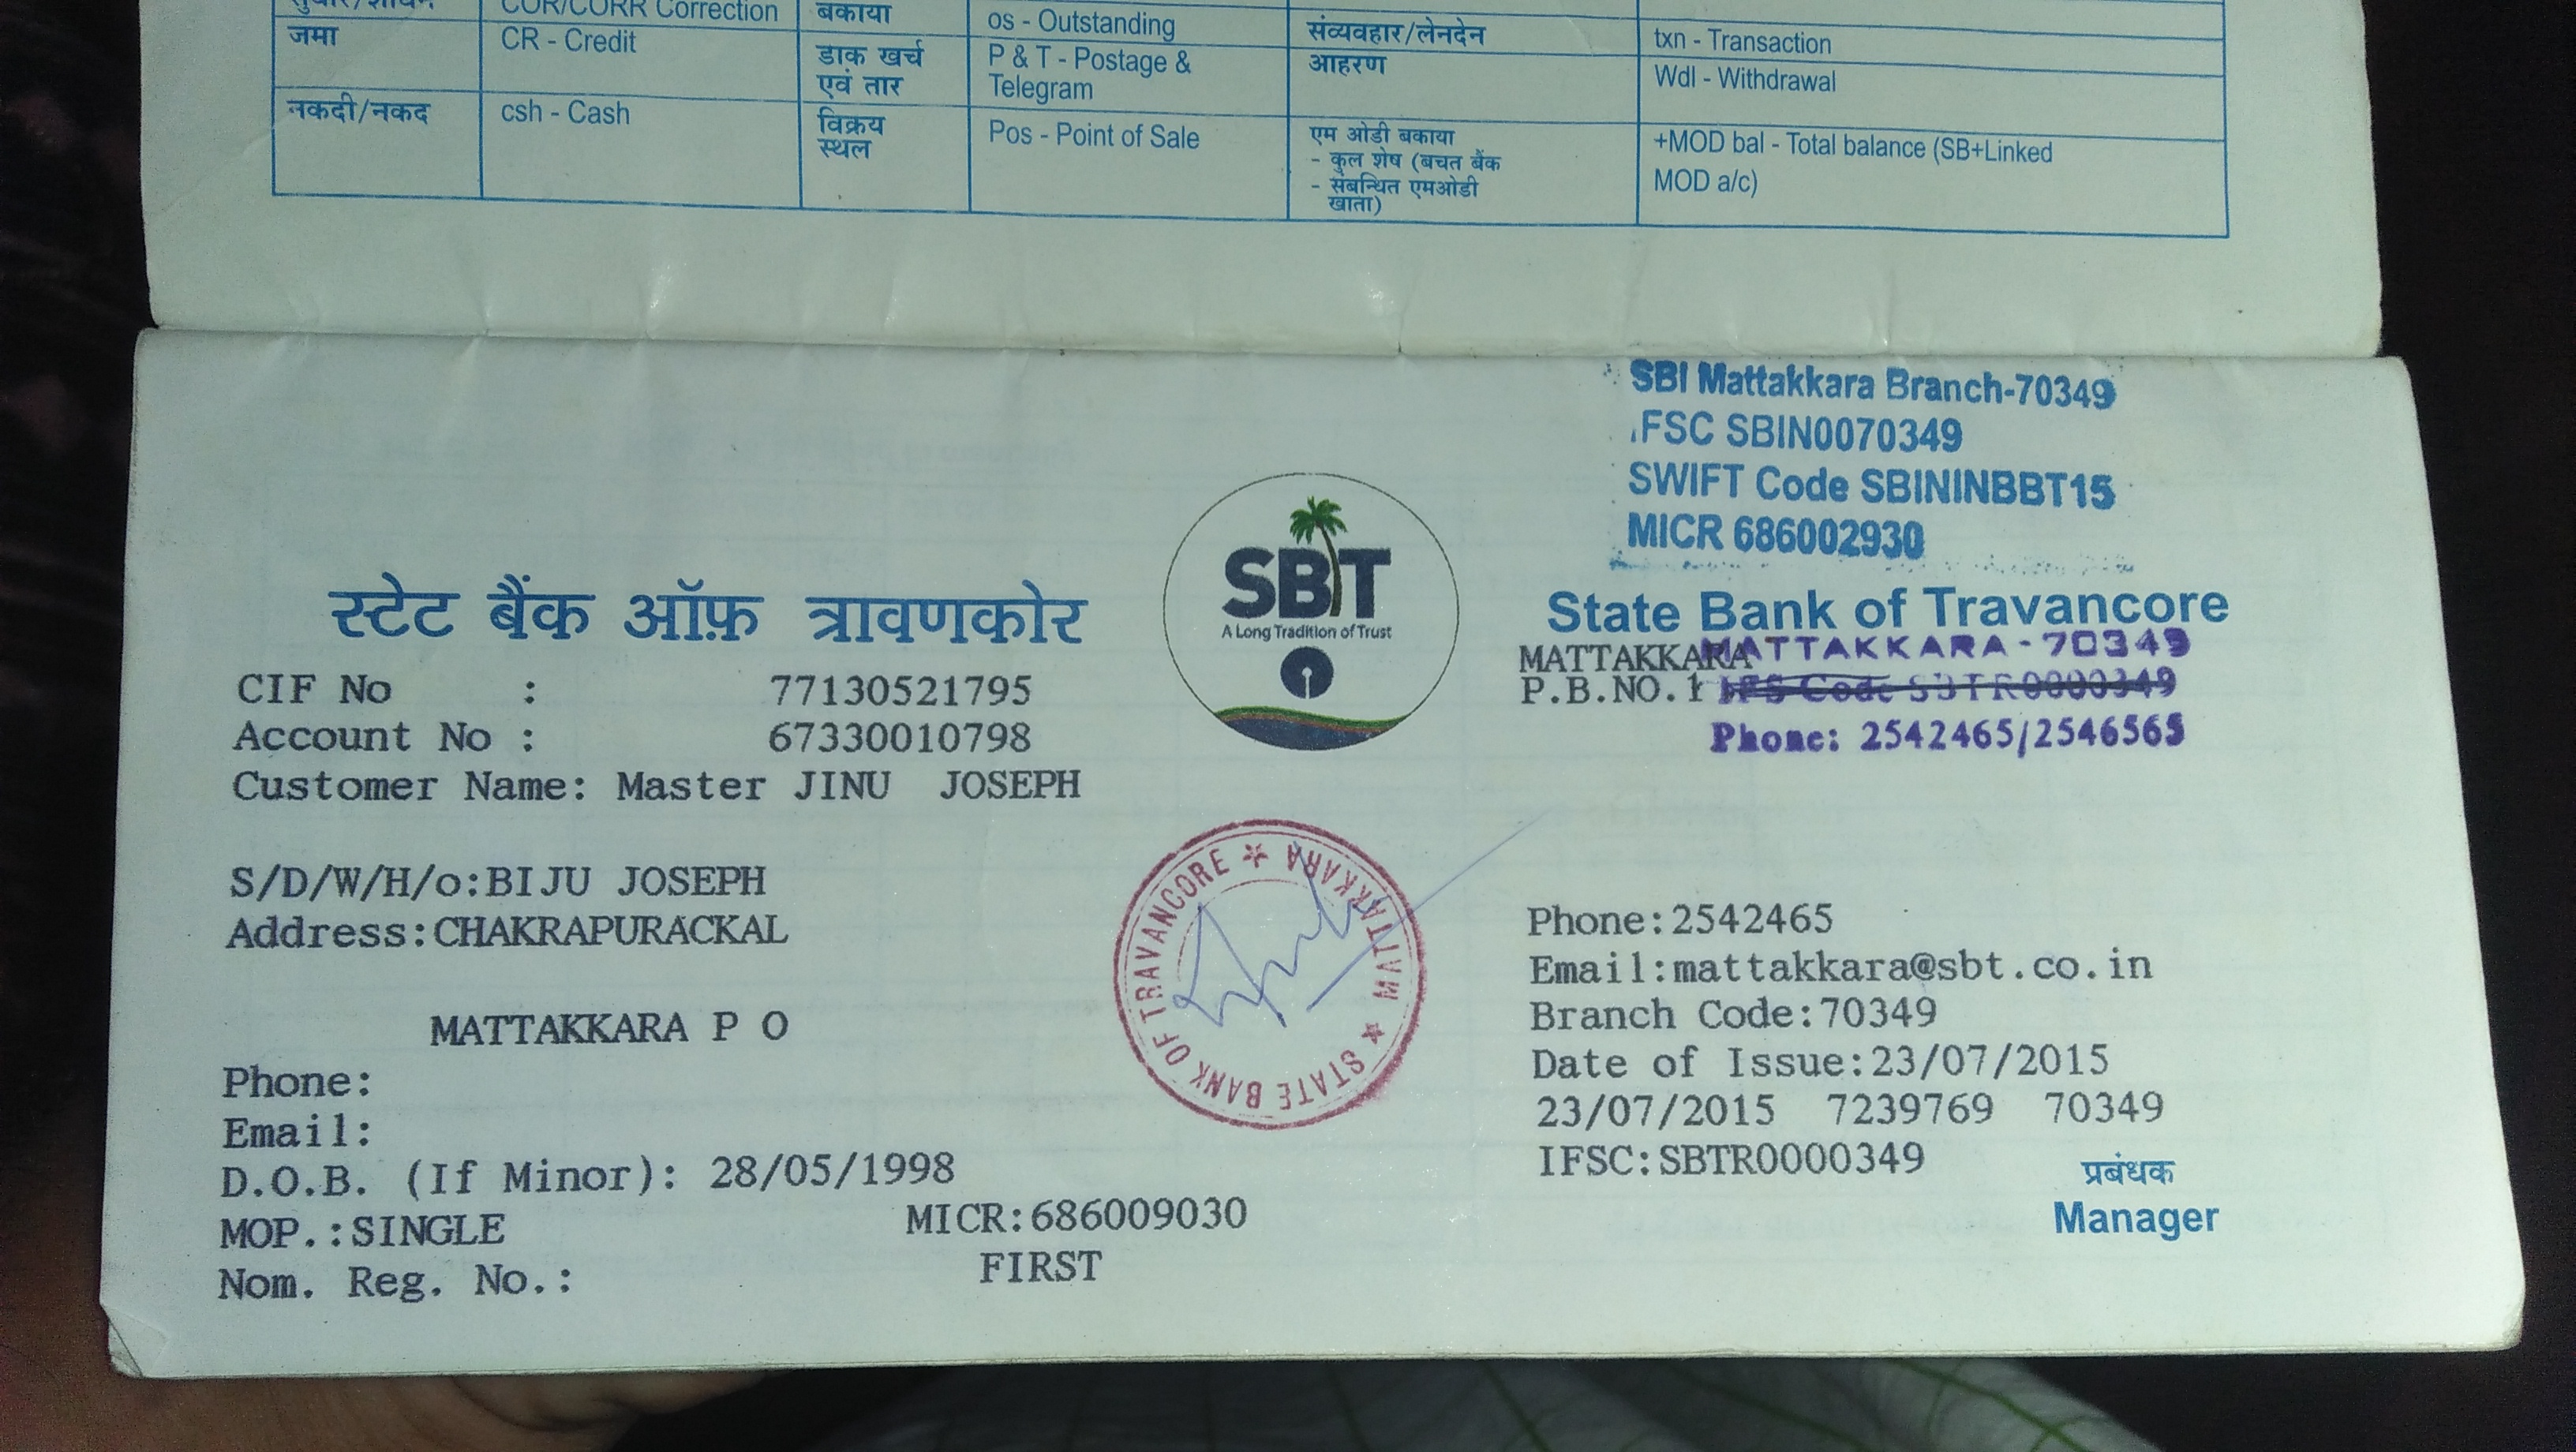 COR/CORR Correction
बकाया
os - Outstanding
संव्यवहार/लेनदेन
txn - Transaction
जमा
CR - Credit
डाक खर्च
एवं तार
P & T - Postage &
Telegram
आहरण
Wdl - Withdrawal
नकदी/नकद
csh - Cash
विक्रय
स्थल
Pos - Point of Sale
एम ओडी बकाया
- कुल शेष (बचत बैंक
- संबन्धित एमओडी
खाता)
+MOD bal - Total balance (SB+Linked
MOD a/c)
SBI Mattakkara Branch-70349
IFSC SBIN0070349
SWIFT Code SBININBBT15
MICR 686002930
स्टेट बैंक ऑफ़ त्रावणकोर
SBT
A Long Tradition of Trust
State Bank of Travancore
MATTAKKARA
MATTAKKARA - 70349
P.B.NO.1
IFS Code SBTR0000349
Phone: 2542465/2546565
CIF No : 77130521795
Account No : 67330010798
Customer Name: Master JINU JOSEPH
S/D/W/H/o:BIJU JOSEPH
Address:CHAKRAPURACKAL
MATTAKKARA P O
Phone:
Email:
D.O.B. (If Minor): 28/05/1998
MOP.:SINGLE
MICR:686009030
FIRST
Nom. Reg. No.:
STATE BANK OF TRAVANCORE ★ MATTAKKARA ★
Phone:2542465
Email:mattakkara@sbt.co.in
Branch Code:70349
Date of Issue:23/07/2015
23/07/2015 7239769 70349
IFSC:SBTR0000349
प्रबंधक
Manager